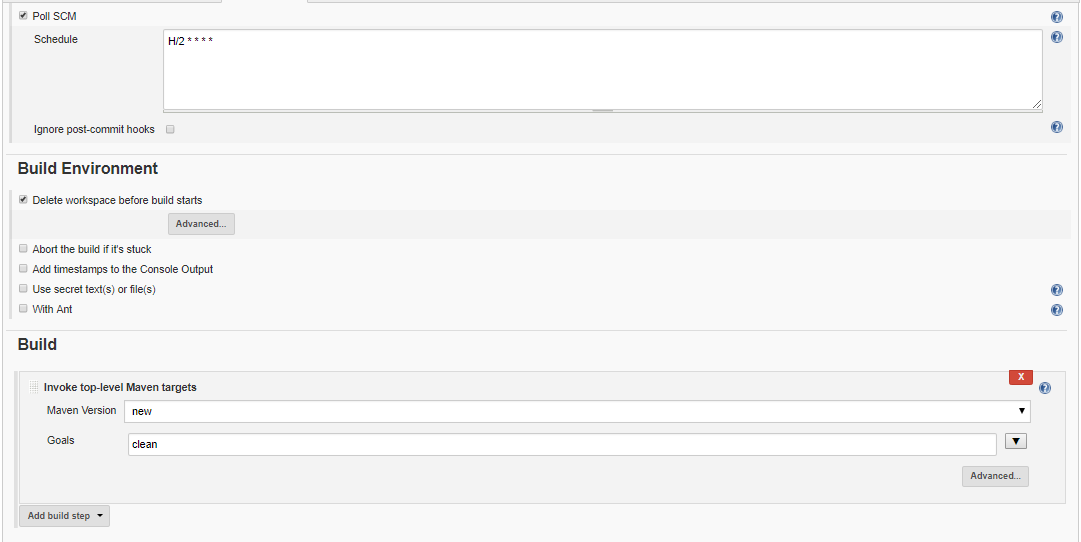 Poll SCM
Schedule
H/2 * * * *
Ignore post-commit hooks
Build Environment
Delete workspace before build starts
Advanced...
Abort the build if it's stuck
Add timestamps to the Console Output
Use secret text(s) or file(s)
With Ant
Build
X
Invoke top-level Maven targets
Maven Version new
Goals clean
Advanced...
Add build step